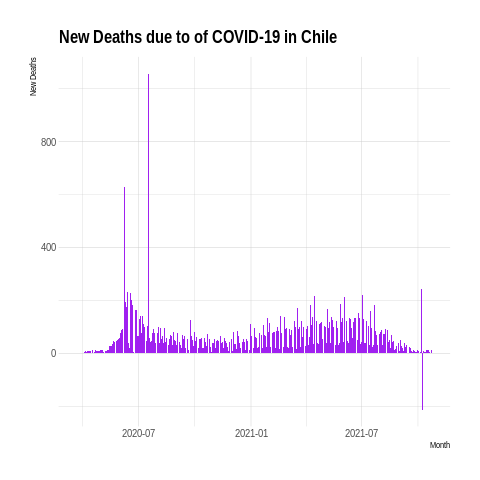 New Deaths due to of COVID-19 in Chile
New Deaths
800
400
0
2020-07
2021-01
2021-07
Month